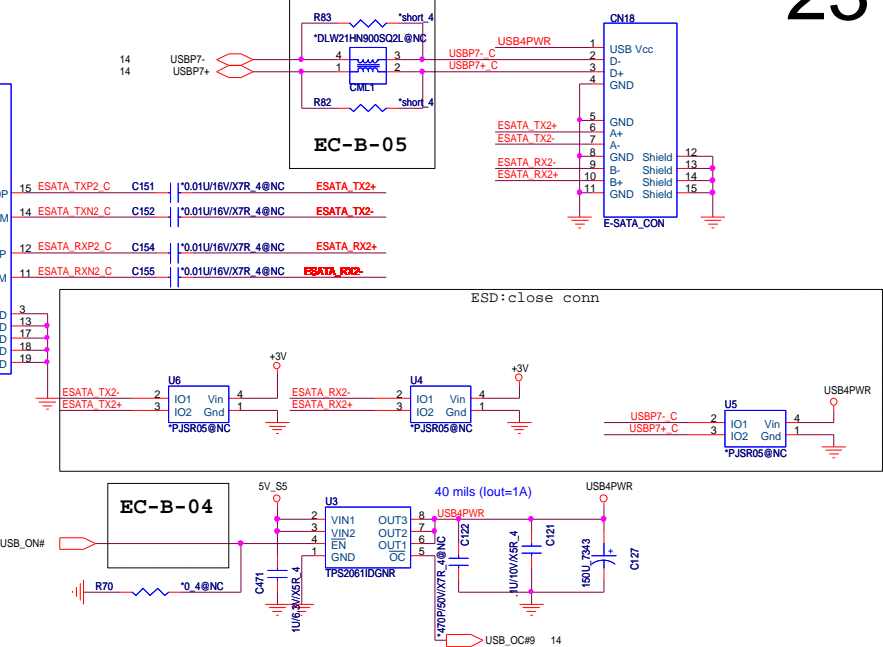 23
R83 *short_4
*DLW21HN900SQ2L@NC
14 USBP7-
14 USBP7+
4 3
1 2
CML1
USBP7-_C
USBP7+_C
R82 *short_4
EC-B-05
CN18
USB4PWR
1 USB Vcc
2 D-
3 D+
4 GND
5 GND
ESATA_TX2+ 6 A+
ESATA_TX2- 7 A-
8 GND Shield 12
ESATA_RX2- 9 B- Shield 13
ESATA_RX2+ 10 B+ Shield 14
11 GND Shield 15
E-SATA_CON
P 15 ESATA_TXP2_C C151 *0.01U/16V/X7R_4@NC ESATA_TX2+
M 14 ESATA_TXN2_C C152 *0.01U/16V/X7R_4@NC ESATA_TX2-
P 12 ESATA_RXP2_C C154 *0.01U/16V/X7R_4@NC ESATA_RX2+
M 11 ESATA_RXN2_C C155 *0.01U/16V/X7R_4@NC ESATA_RX2-
D 3
D 13
D 17
D 18
D 19
ESD:close conn
U6
+3V
ESATA_TX2- 2 IO1 Vin 4
ESATA_TX2+ 3 IO2 Gnd 1
*PJSR05@NC
U4
+3V
ESATA_RX2- 2 IO1 Vin 4
ESATA_RX2+ 3 IO2 Gnd 1
*PJSR05@NC
U5
USB4PWR
USBP7-_C 2 IO1 Vin 4
USBP7+_C 3 IO2 Gnd 1
*PJSR05@NC
EC-B-04
USB_ON#
R70 *0_4@NC
5V_S5
C471
1U/6.3V/X5R_4
U3
2 VIN1 OUT3 8
3 VIN2 OUT2 7
4 EN OUT1 6
1 GND OC 5
TPS2061IDGNR
40 mils (Iout=1A)
USB4PWR
USB4PWR
C122
*470P/50V/X7R_4@NC
C121
.1U/10V/X5R_4
150U_7343
+
C127
USB_OC#9 14